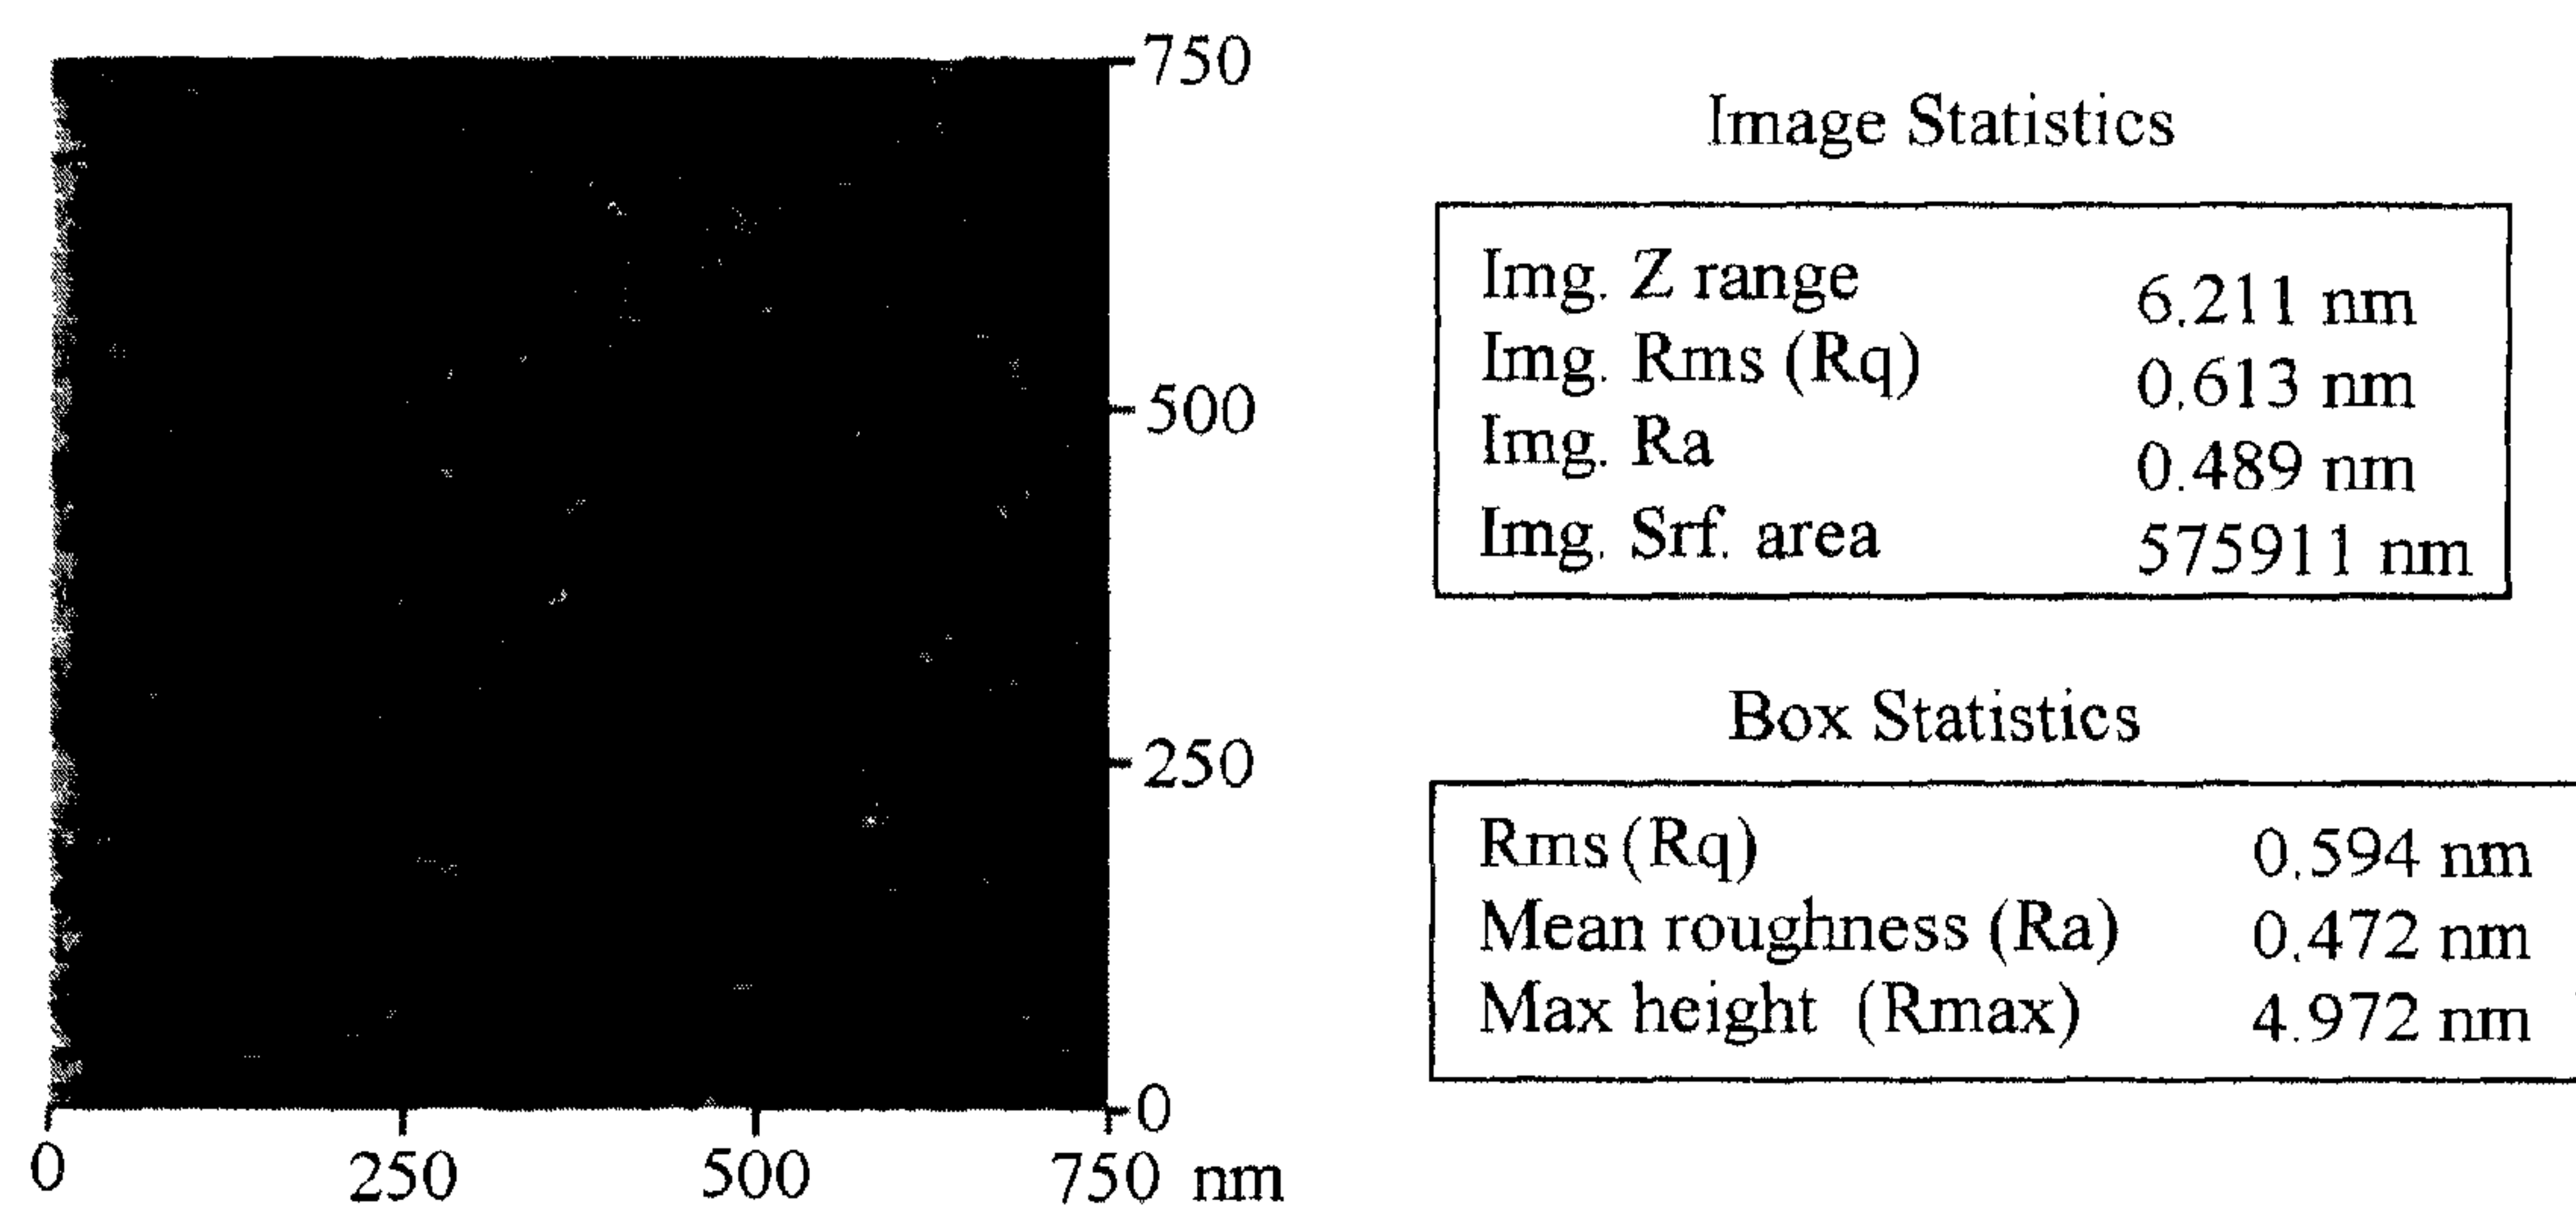 750
500
250
0
0 250 500 750 nm
Image Statistics
Img. Z range 6.211 nm
Img. Rms (Rq) 0.613 nm
Img. Ra 0.489 nm
Img. Srf. area 575911 nm
Box Statistics
Rms (Rq) 0.594 nm
Mean roughness (Ra) 0.472 nm
Max height (Rmax) 4.972 nm